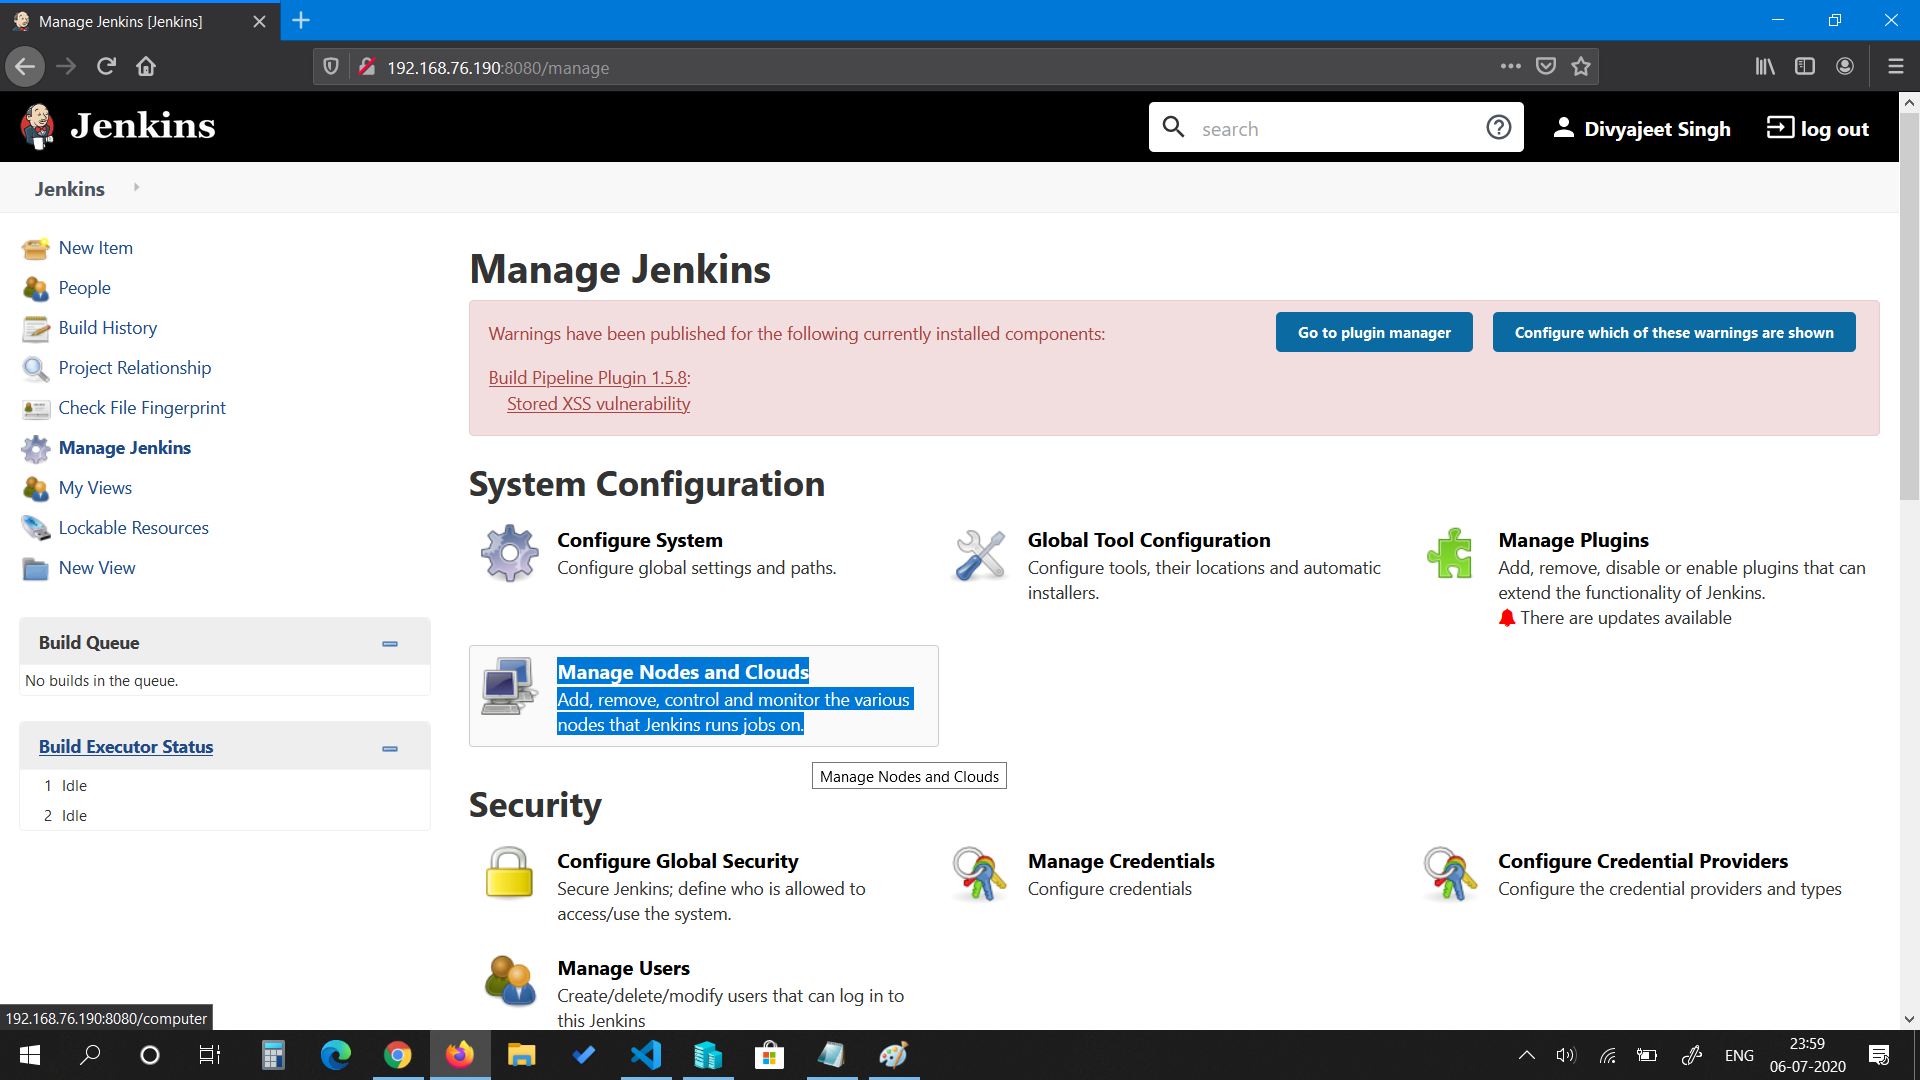 Manage Jenkins [Jenkins]
192.168.76.190:8080/manage
Jenkins
search
Divyajeet Singh
log out
Jenkins
New Item
People
Build History
Project Relationship
Check File Fingerprint
Manage Jenkins
My Views
Lockable Resources
New View
Build Queue
No builds in the queue.
Build Executor Status
1 Idle
2 Idle
Manage Jenkins
Warnings have been published for the following currently installed components:
Go to plugin manager
Configure which of these warnings are shown
Build Pipeline Plugin 1.5.8:
Stored XSS vulnerability
System Configuration
Configure System
Configure global settings and paths.
Global Tool Configuration
Configure tools, their locations and automatic
installers.
Manage Plugins
Add, remove, disable or enable plugins that can
extend the functionality of Jenkins.
There are updates available
Manage Nodes and Clouds
Add, remove, control and monitor the various
nodes that Jenkins runs jobs on.
Manage Nodes and Clouds
Security
Configure Global Security
Secure Jenkins; define who is allowed to
access/use the system.
Manage Credentials
Configure credentials
Configure Credential Providers
Configure the credential providers and types
Manage Users
Create/delete/modify users that can log in to
this Jenkins
192.168.76.190:8080/computer
ENG
23:59
06-07-2020